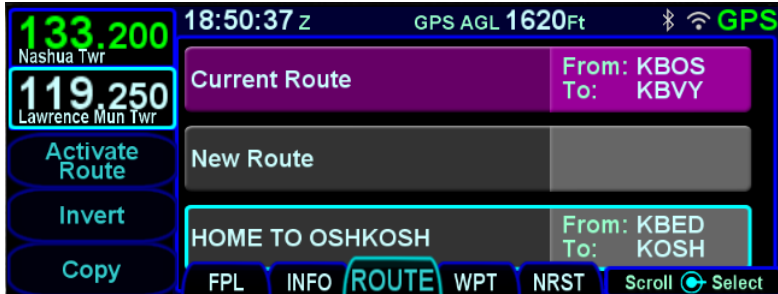 133.200
Nashua Twr
119.250
Lawrence Mun Twr
Activate
Route
Invert
Copy
18:50:37 Z GPS AGL 1620Ft GPS
Current Route From: KBOS
To: KBVY
New Route
HOME TO OSHKOSH From: KBED
To: KOSH
FPL INFO ROUTE WPT NRST Scroll Select